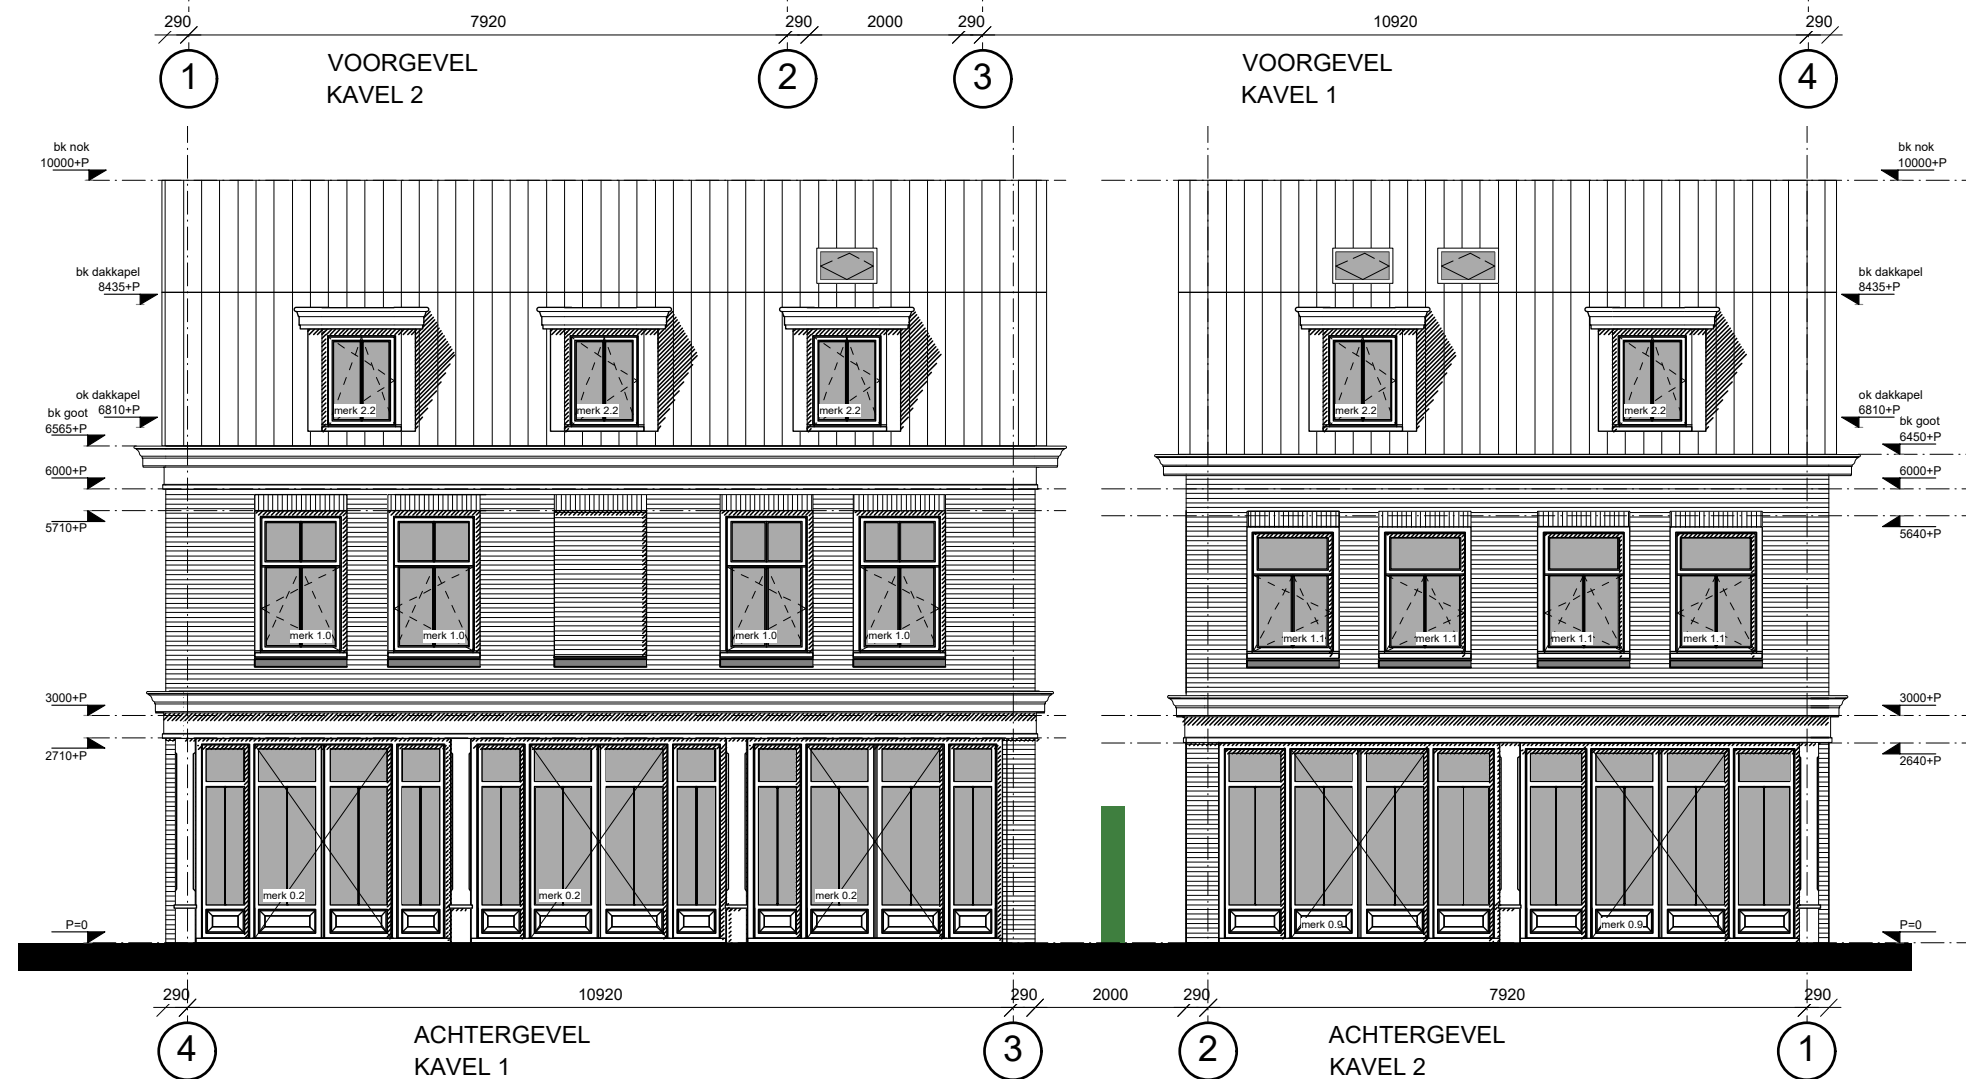 290 7920 290 2000 290 10920 290
1 2 3 4
VOORGEVEL
KAVEL 2
VOORGEVEL
KAVEL 1
bk nok
10000+P
bk dakkapel
8435+P
ok dakkapel
6810+P
bk goot
6565+P
6000+P
5710+P
3000+P
2710+P
P=0
merk 2.2 merk 2.2 merk 2.2
merk 1.0 merk 1.0 merk 1.0 merk 1.0
merk 0.2 merk 0.2 merk 0.2
merk 2.2 merk 2.2
merk 1.1 merk 1.1 merk 1.1 merk 1.1
merk 0.9 merk 0.9
bk nok
10000+P
bk dakkapel
8435+P
ok dakkapel
6810+P
bk goot
6450+P
6000+P
5640+P
3000+P
2640+P
P=0
290 10920 290 2000 290 7920 290
4 3 2 1
ACHTERGEVEL
KAVEL 1
ACHTERGEVEL
KAVEL 2